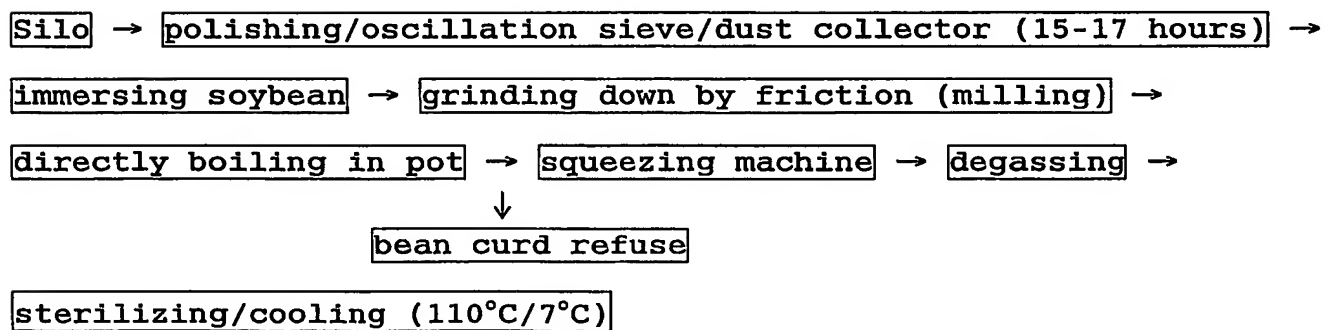 Silo → polishing/oscillation sieve/dust collector (15-17 hours) →
immersing soybean → grinding down by friction (milling) →
directly boiling in pot → squeezing machine → degassing →
↓
bean curd refuse
sterilizing/cooling (110°C/7°C)